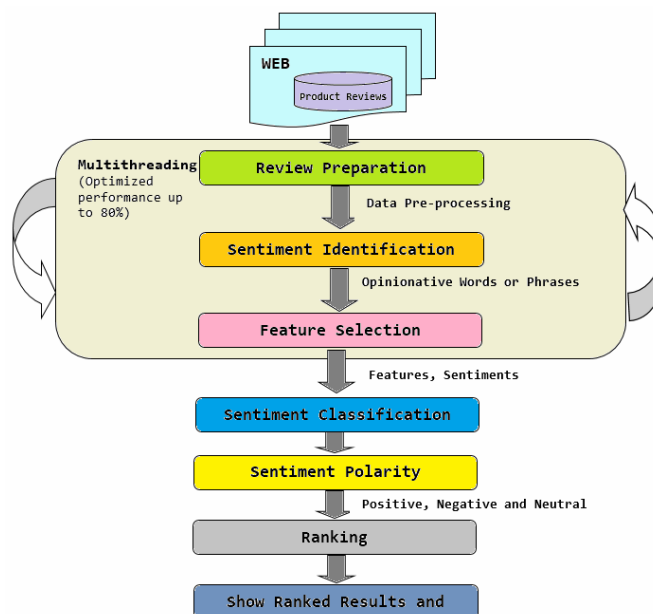 WEB
Product Reviews
Multithreading
(Optimized
performance up
to 80%)
Review Preparation
Data Pre-processing
Sentiment Identification
Opinionative Words or Phrases
Feature Selection
Features, Sentiments
Sentiment Classification
Sentiment Polarity
Positive, Negative and Neutral
Ranking
Show Ranked Results and